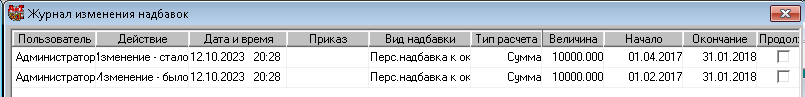 Журнал изменения надбавок
Пользователь Действие Дата и время Приказ Вид надбавки Тип расчета Величина Начало Окончание Продол
Администратор Изменение - стало 12.10.2023 20:28 Перс.надбавка к ок Сумма 10000.000 01.04.2017 31.01.2018
Администратор Изменение - было 12.10.2023 20:28 Перс.надбавка к ок Сумма 10000.000 01.02.2017 31.01.2018